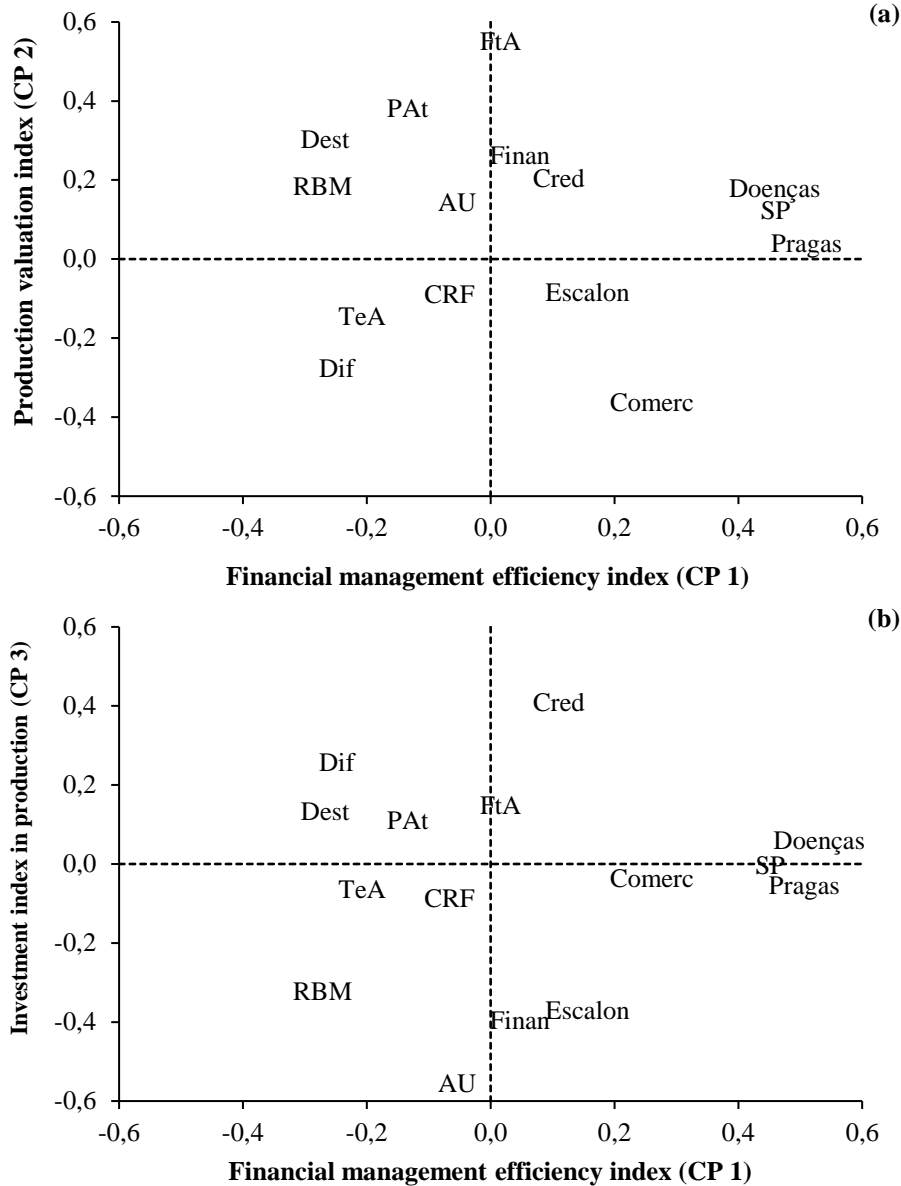 (a)
Production valuation index (CP 2)
0,6
FtA
0,4
PAt
Dest
Finan
0,2
RBM
Cred
Doenças
AU
SP
Pragas
0,0
CRF
Escalon
TeA
-0,2
Dif
Comerc
-0,4
-0,6
-0,6 -0,4 -0,2 0,0 0,2 0,4 0,6
Financial management efficiency index (CP 1)
(b)
Investment index in production (CP 3)
0,6
0,4
Cred
Dif
0,2
Dest
PAt
FtA
Doenças
0,0
SP
Comerc
Pragas
TeA
CRF
-0,2
RBM
Escalon
-0,4
Finan
AU
-0,6
-0,6 -0,4 -0,2 0,0 0,2 0,4 0,6
Financial management efficiency index (CP 1)